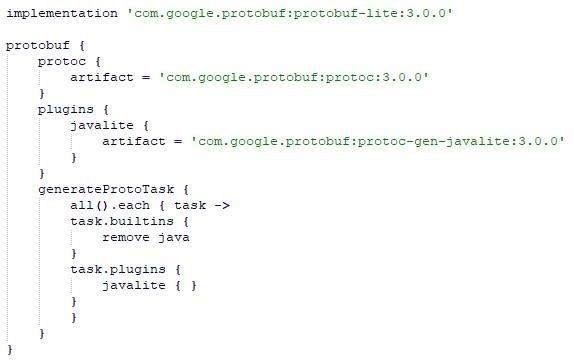 implementation 'com.google.protobuf:protobuf-lite:3.0.0'

protobuf {
    protoc {
        artifact = 'com.google.protobuf:protoc:3.0.0'
    }
    plugins {
        javalite {
            artifact = 'com.google.protobuf:protoc-gen-javalite:3.0.0'
        }
    }
    generateProtoTask {
        all().each { task ->
        task.builtins {
            remove java
        }
        task.plugins {
            javalite { }
        }
        }
    }
}